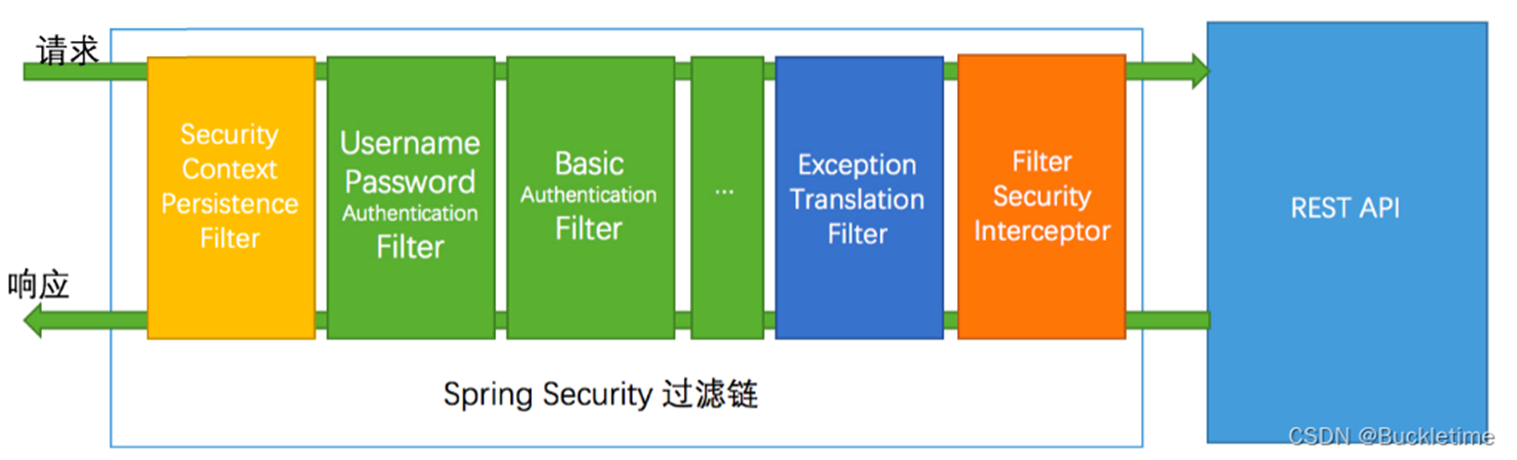 请求
Security
Context
Persistence
Filter
Username
Password
Authentication
Filter
Basic
Authentication
Filter
...
Exception
Translation
Filter
Filter
Security
Interceptor
REST API
响应
Spring Security 过滤链
CSDN @Buckletime